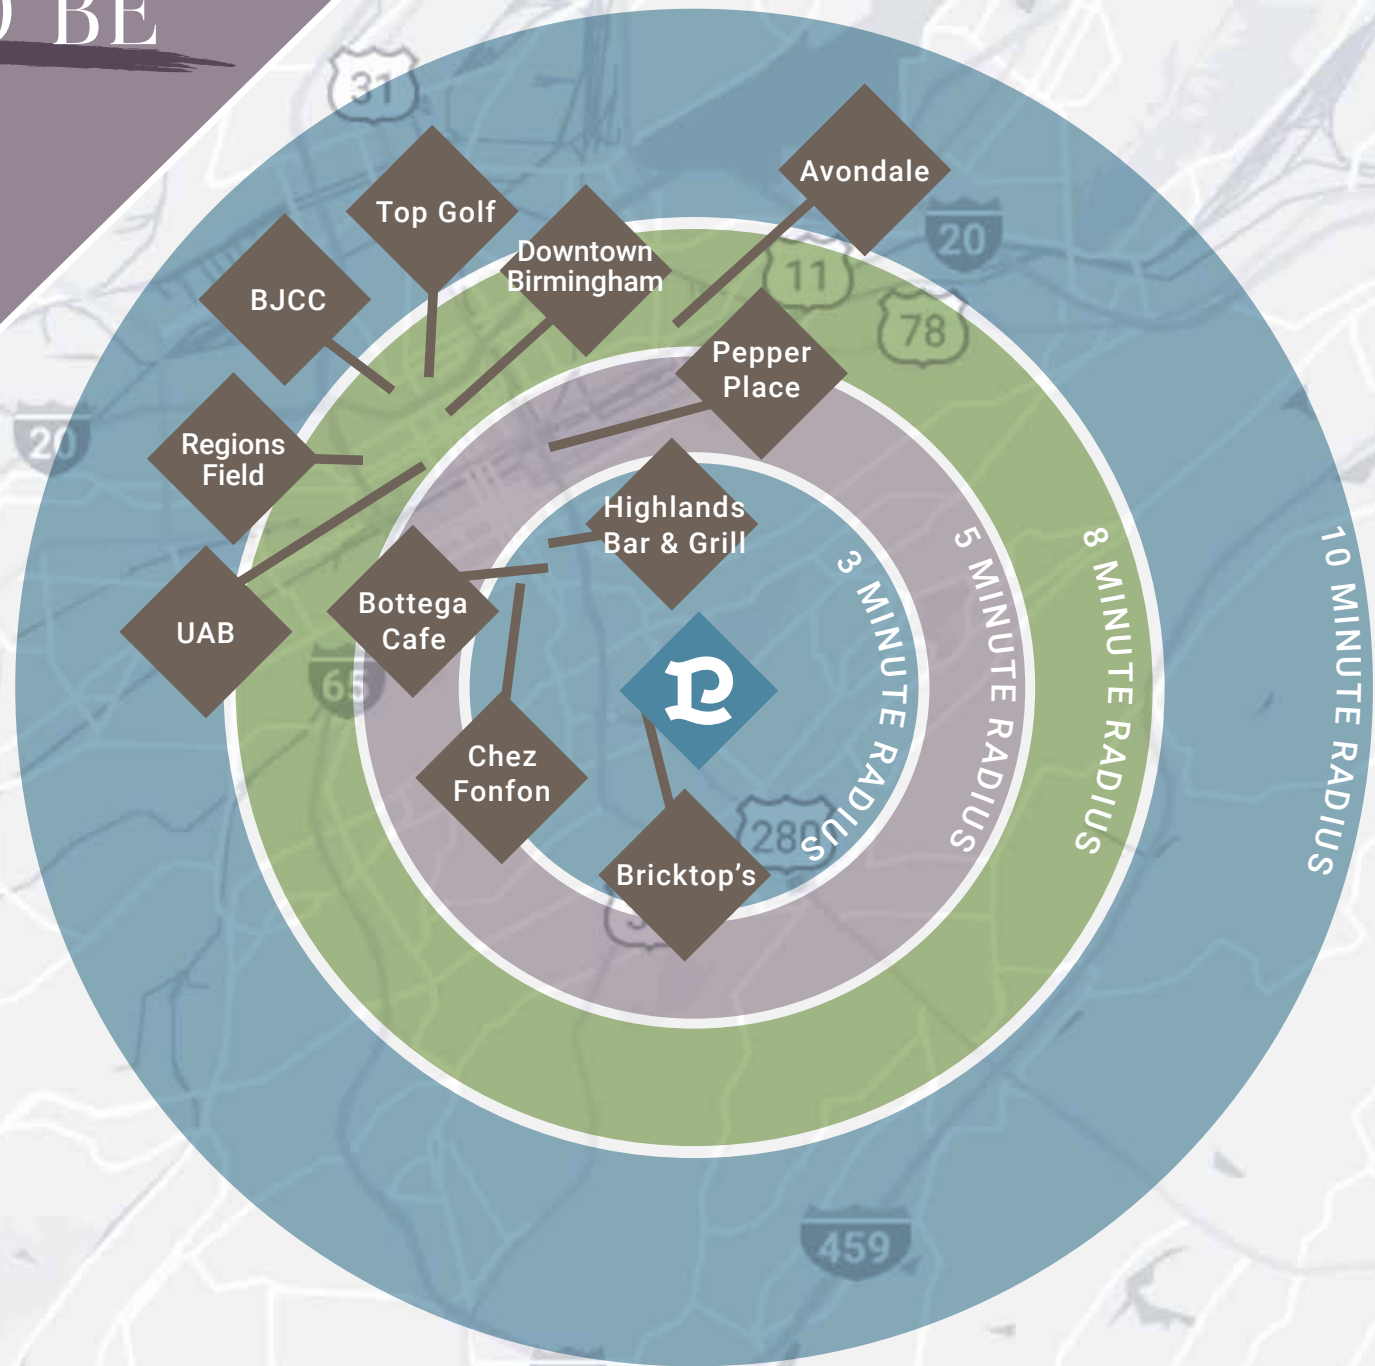 BE
31
Avondale
Top Golf
20
Downtown
Birmingham
11
BJCC
78
Pepper
Place
20
Regions
Field
Highlands
Bar & Grill
3 MINUTE RADIUS
5 MINUTE RADIUS
8 MINUTE RADIUS
10 MINUTE RADIUS
Bottega
Cafe
UAB
65
Chez
Fonfon
280
Bricktop’s
459